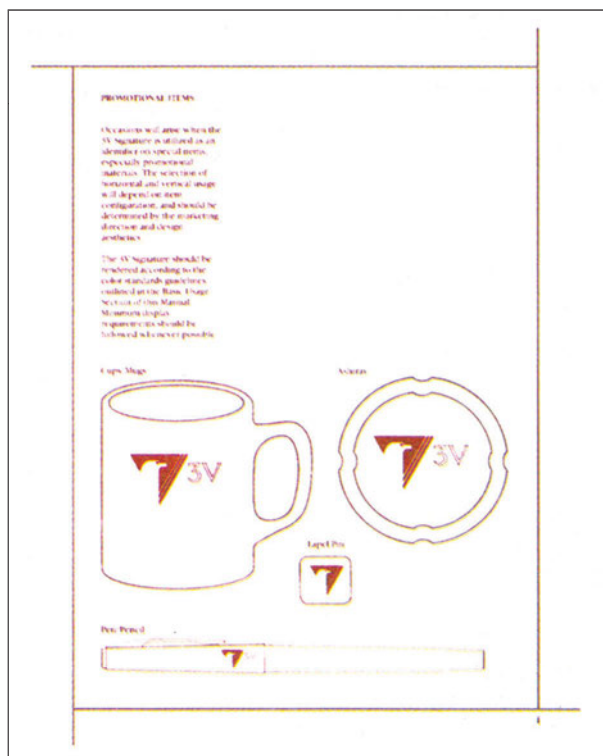 PROMOTIONAL ITEMS
Occasions will arise when the
3V Signature is utilized as an
identifier on special items,
especially promotional
materials. The selection of
horizontal and vertical usage
will depend on item
configuration, and should be
determined by the marketing
direction and design
aesthetics.
The 3V Signature should be
rendered according to the
color standards guidelines
outlined in the Basic Usage
Section of this Manual.
Minimum display
requirements should be
followed whenever possible.
Cups/Mugs
Ashtray
3V
3V
Lapel Pin
Pen/Pencil
3V